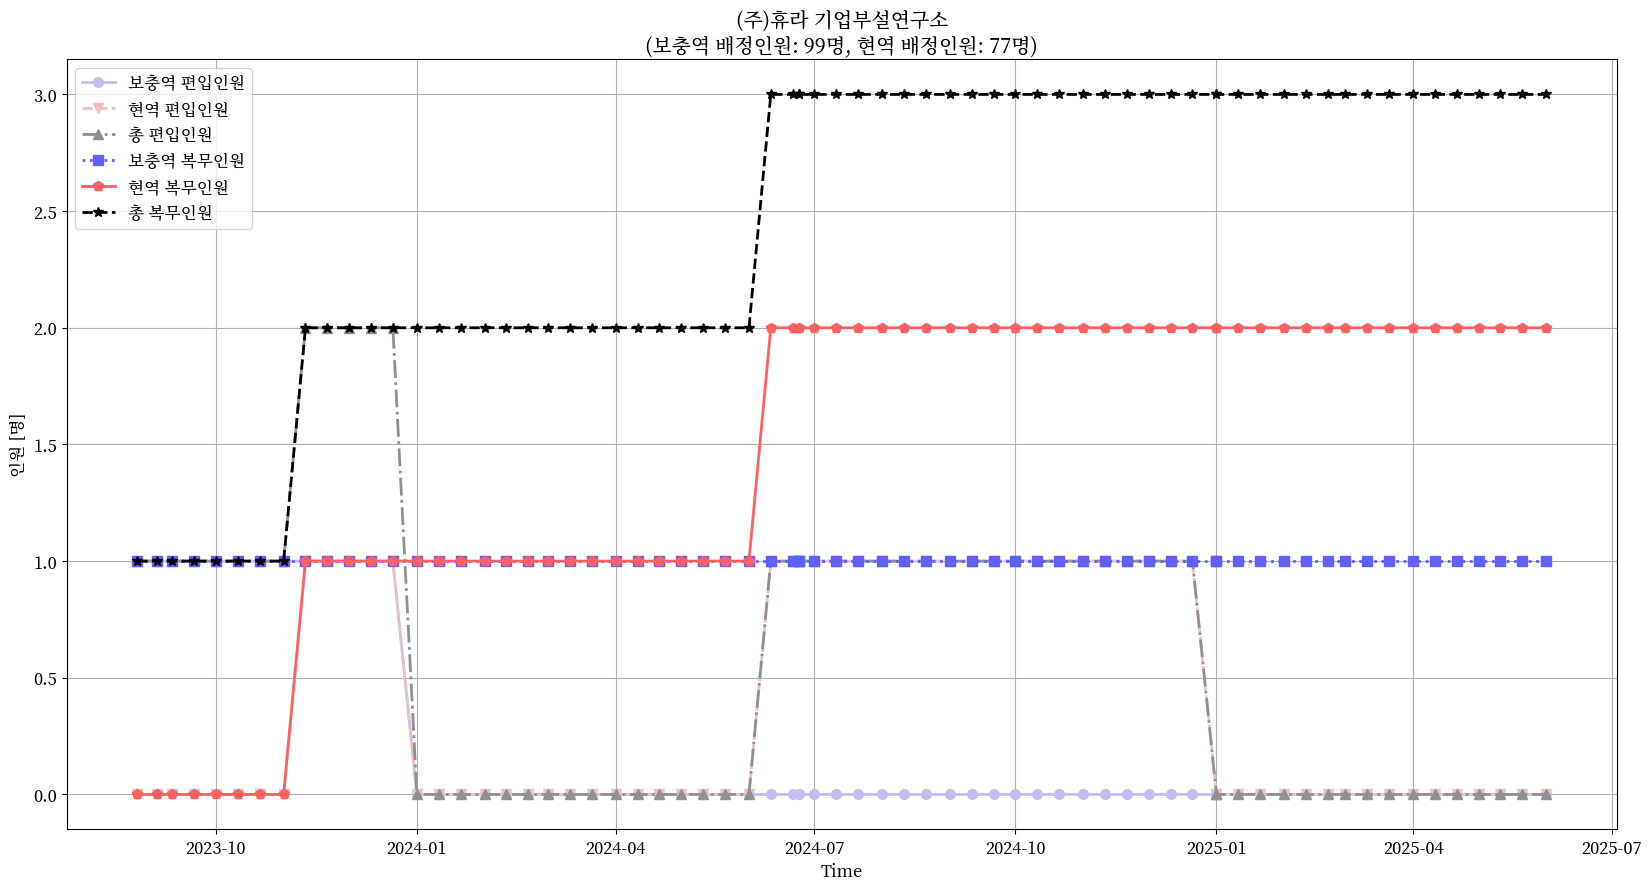 (주)휴라 기업부설연구소
(보충역 배정인원: 99명, 현역 배정인원: 77명)
보충역 편입인원
현역 편입인원
총 편입인원
보충역 복무인원
현역 복무인원
총 복무인원
3.0
2.5
2.0
1.5
1.0
0.5
0.0
인원 [명]
2023-10
2024-01
2024-04
2024-07
2024-10
2025-01
2025-04
2025-07
Time